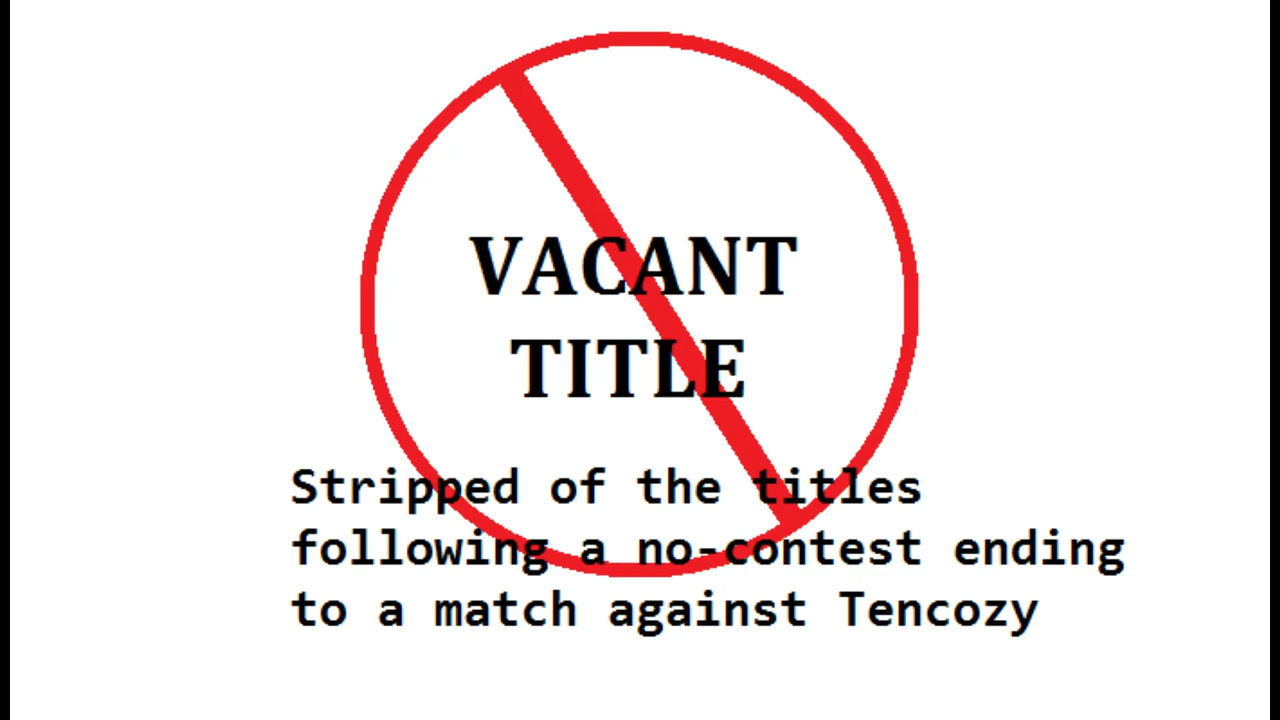 VACANT
TITLE
Stripped of the titles
following a no-contest ending
to a match against Tencozy